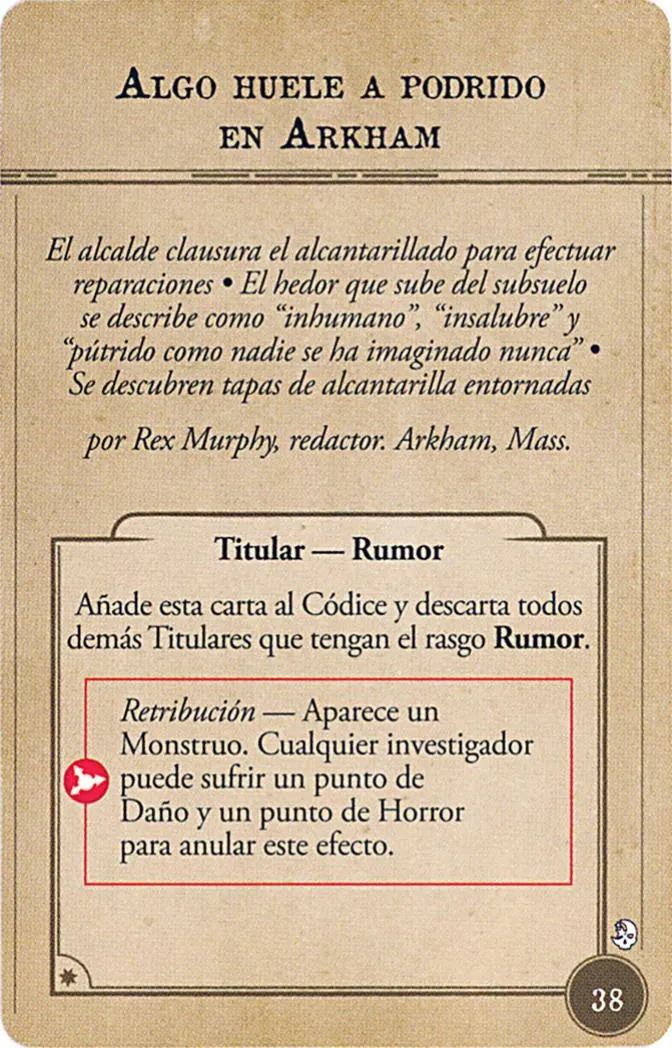 ALGO HUELE A PODRIDO
EN ARKHAM
El alcalde clausura el alcantarillado para efectuar
reparaciones • El hedor que sube del subsuelo
se describe como “inhumano”, “insalubre” y
“pútrido como nadie se ha imaginado nunca” •
Se descubren tapas de alcantarilla entornadas
por Rex Murphy, redactor. Arkham, Mass.
Titular — Rumor
Añade esta carta al Códice y descarta todos
demás Titulares que tengan el rasgo Rumor.
Retribución — Aparece un
Monstruo. Cualquier investigador
puede sufrir un punto de
Daño y un punto de Horror
para anular este efecto.
38